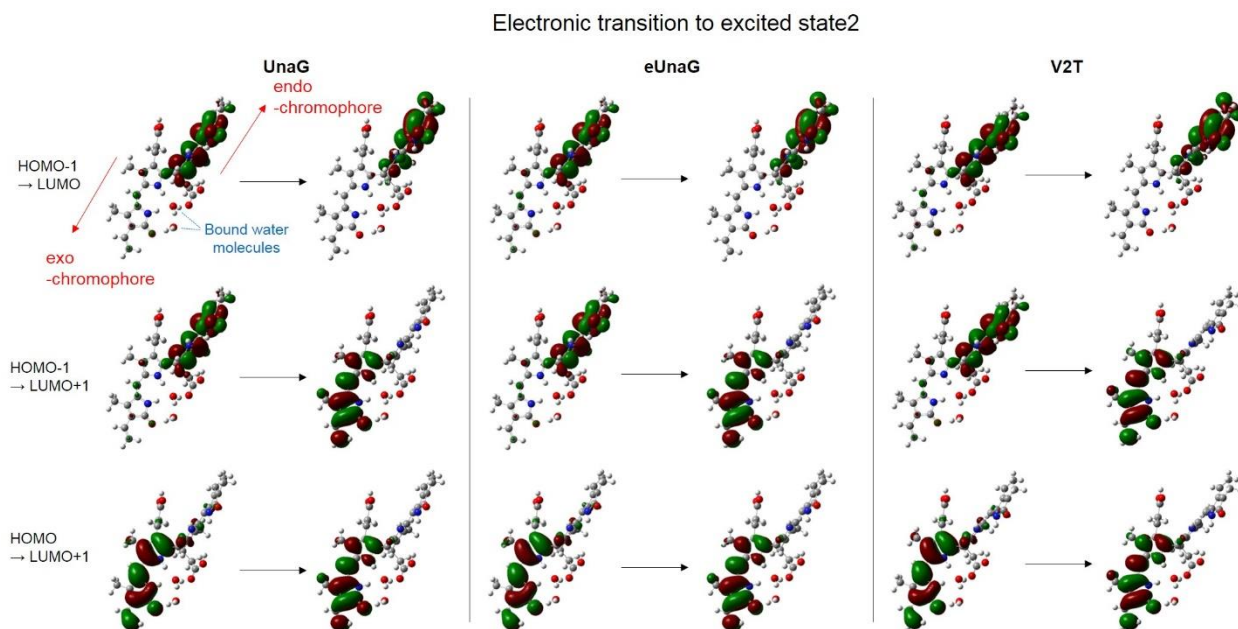 Electronic transition to excited state2
UnaG
eUnaG
V2T
endo
-chromophore
HOMO-1
→ LUMO
Bound water
molecules
exo
-chromophore
HOMO-1
→ LUMO+1
HOMO
→ LUMO+1